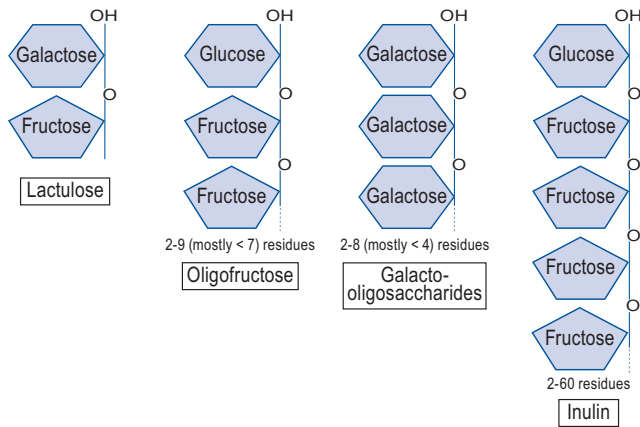 OH
Galactose
O
Fructose
Lactulose
OH
Glucose
O
Fructose
O
Fructose
2-9 (mostly < 7) residues
Oligofructose
OH
Galactose
O
Galactose
O
Galactose
2-8 (mostly < 4) residues
Galacto-
oligosaccharides
OH
Glucose
O
Fructose
O
Fructose
O
Fructose
O
Fructose
2-60 residues
Inulin